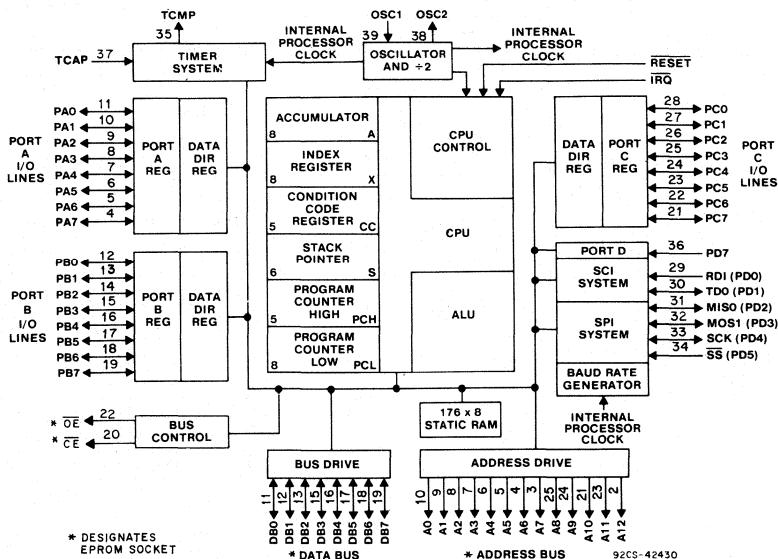 TCMP
35
OSC1 OSC2
39 38
INTERNAL
PROCESSOR
CLOCK
INTERNAL
PROCESSOR
CLOCK
TCAP 37
TIMER
SYSTEM
OSCILLATOR
AND ÷2
RESET
IRQ
PORT
A
I/O
LINES
PA0 11
PA1 10
PA2 9
PA3 8
PA4 7
PA5 6
PA6 5
PA7 4
PORT
A
REG
DATA
DIR
REG
ACCUMULATOR
8 A
INDEX
REGISTER
8 X
CONDITION
CODE
REGISTER
5 CC
STACK
POINTER
6 S
PROGRAM
COUNTER
HIGH
5 PCH
PROGRAM
COUNTER
LOW
8 PCL
CPU
CONTROL
CPU
ALU
DATA
DIR
REG
PORT
C
REG
28 PC0
27 PC1
26 PC2
25 PC3
24 PC4
23 PC5
22 PC6
21 PC7
PORT
C
I/O
LINES
PORT
B
I/O
LINES
PB0 12
PB1 13
PB2 14
PB3 15
PB4 16
PB5 17
PB6 18
PB7 19
PORT
B
REG
DATA
DIR
REG
PORT D
SCI
SYSTEM
SPI
SYSTEM
BAUD RATE
GENERATOR
36 PD7
29 RDI (PD0)
30 TD0 (PD1)
31 MIS0 (PD2)
32 MOS1 (PD3)
33 SCK (PD4)
34 SS (PD5)
INTERNAL
PROCESSOR
CLOCK
* OE 22
* CE 20
BUS
CONTROL
176 x 8
STATIC RAM
BUS DRIVE
ADDRESS DRIVE
11 12 13 15 16 17 18 19
DB0 DB1 DB2 DB3 DB4 DB5 DB6 DB7
10 9 8 7 6 5 4 3 25 24 21 23 2
A0 A1 A2 A3 A4 A5 A6 A7 A8 A9 A10 A11 A12
* DESIGNATES
EPROM SOCKET
* DATA BUS
* ADDRESS BUS
92CS-42430